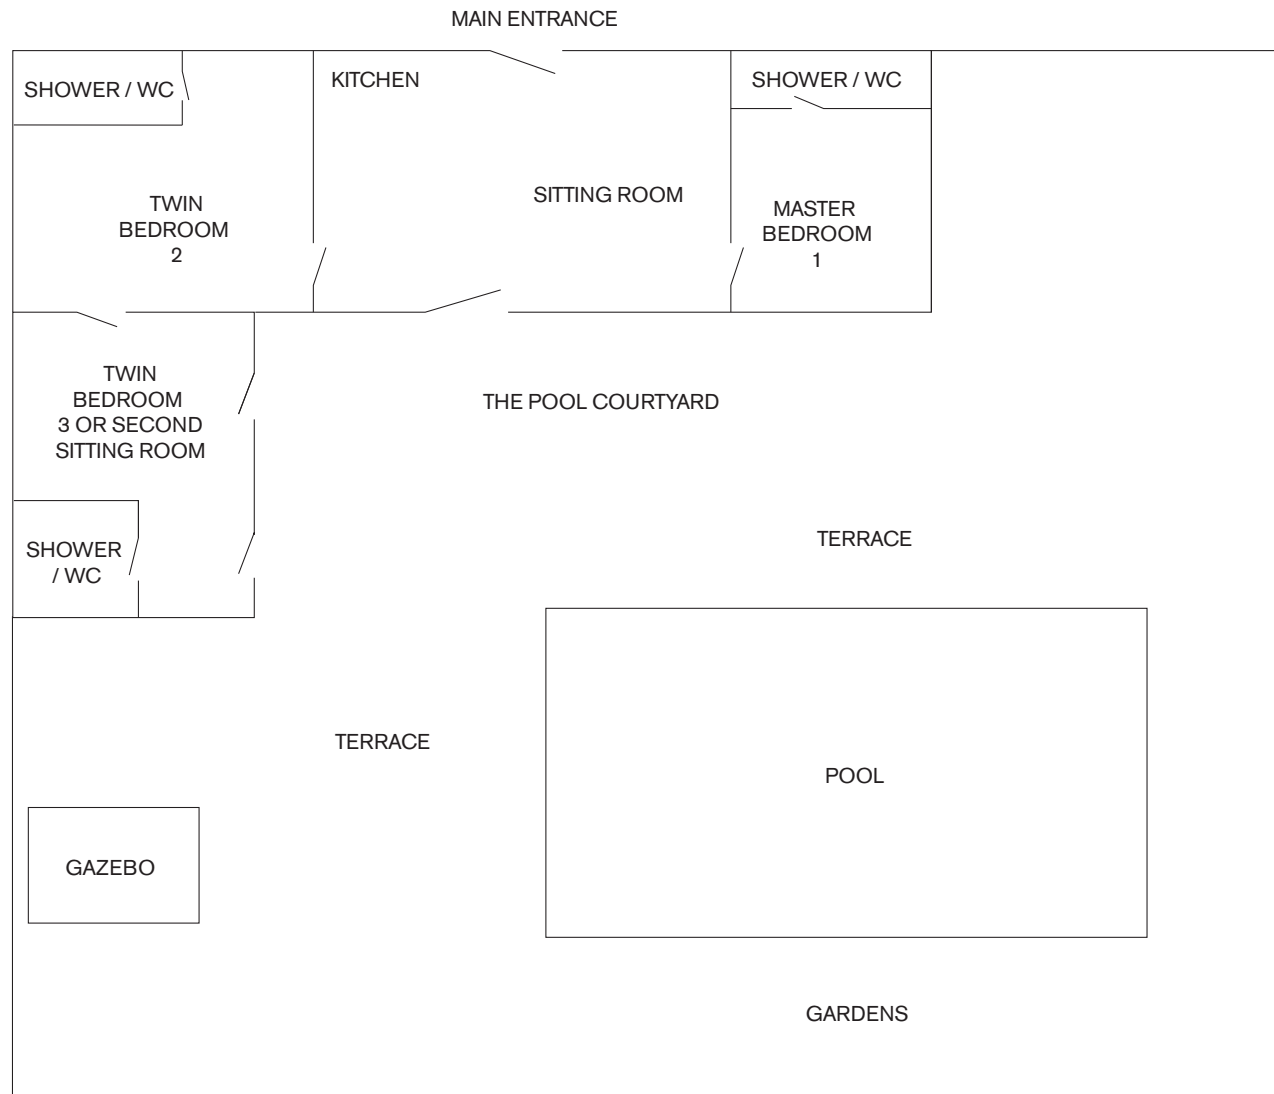 MAIN ENTRANCE
SHOWER / WC
KITCHEN
SHOWER / WC
SITTING ROOM
TWIN
BEDROOM
2
MASTER
BEDROOM
1
TWIN
BEDROOM
3 OR SECOND
SITTING ROOM
THE POOL COURTYARD
SHOWER
/ WC
TERRACE
TERRACE
POOL
GAZEBO
GARDENS